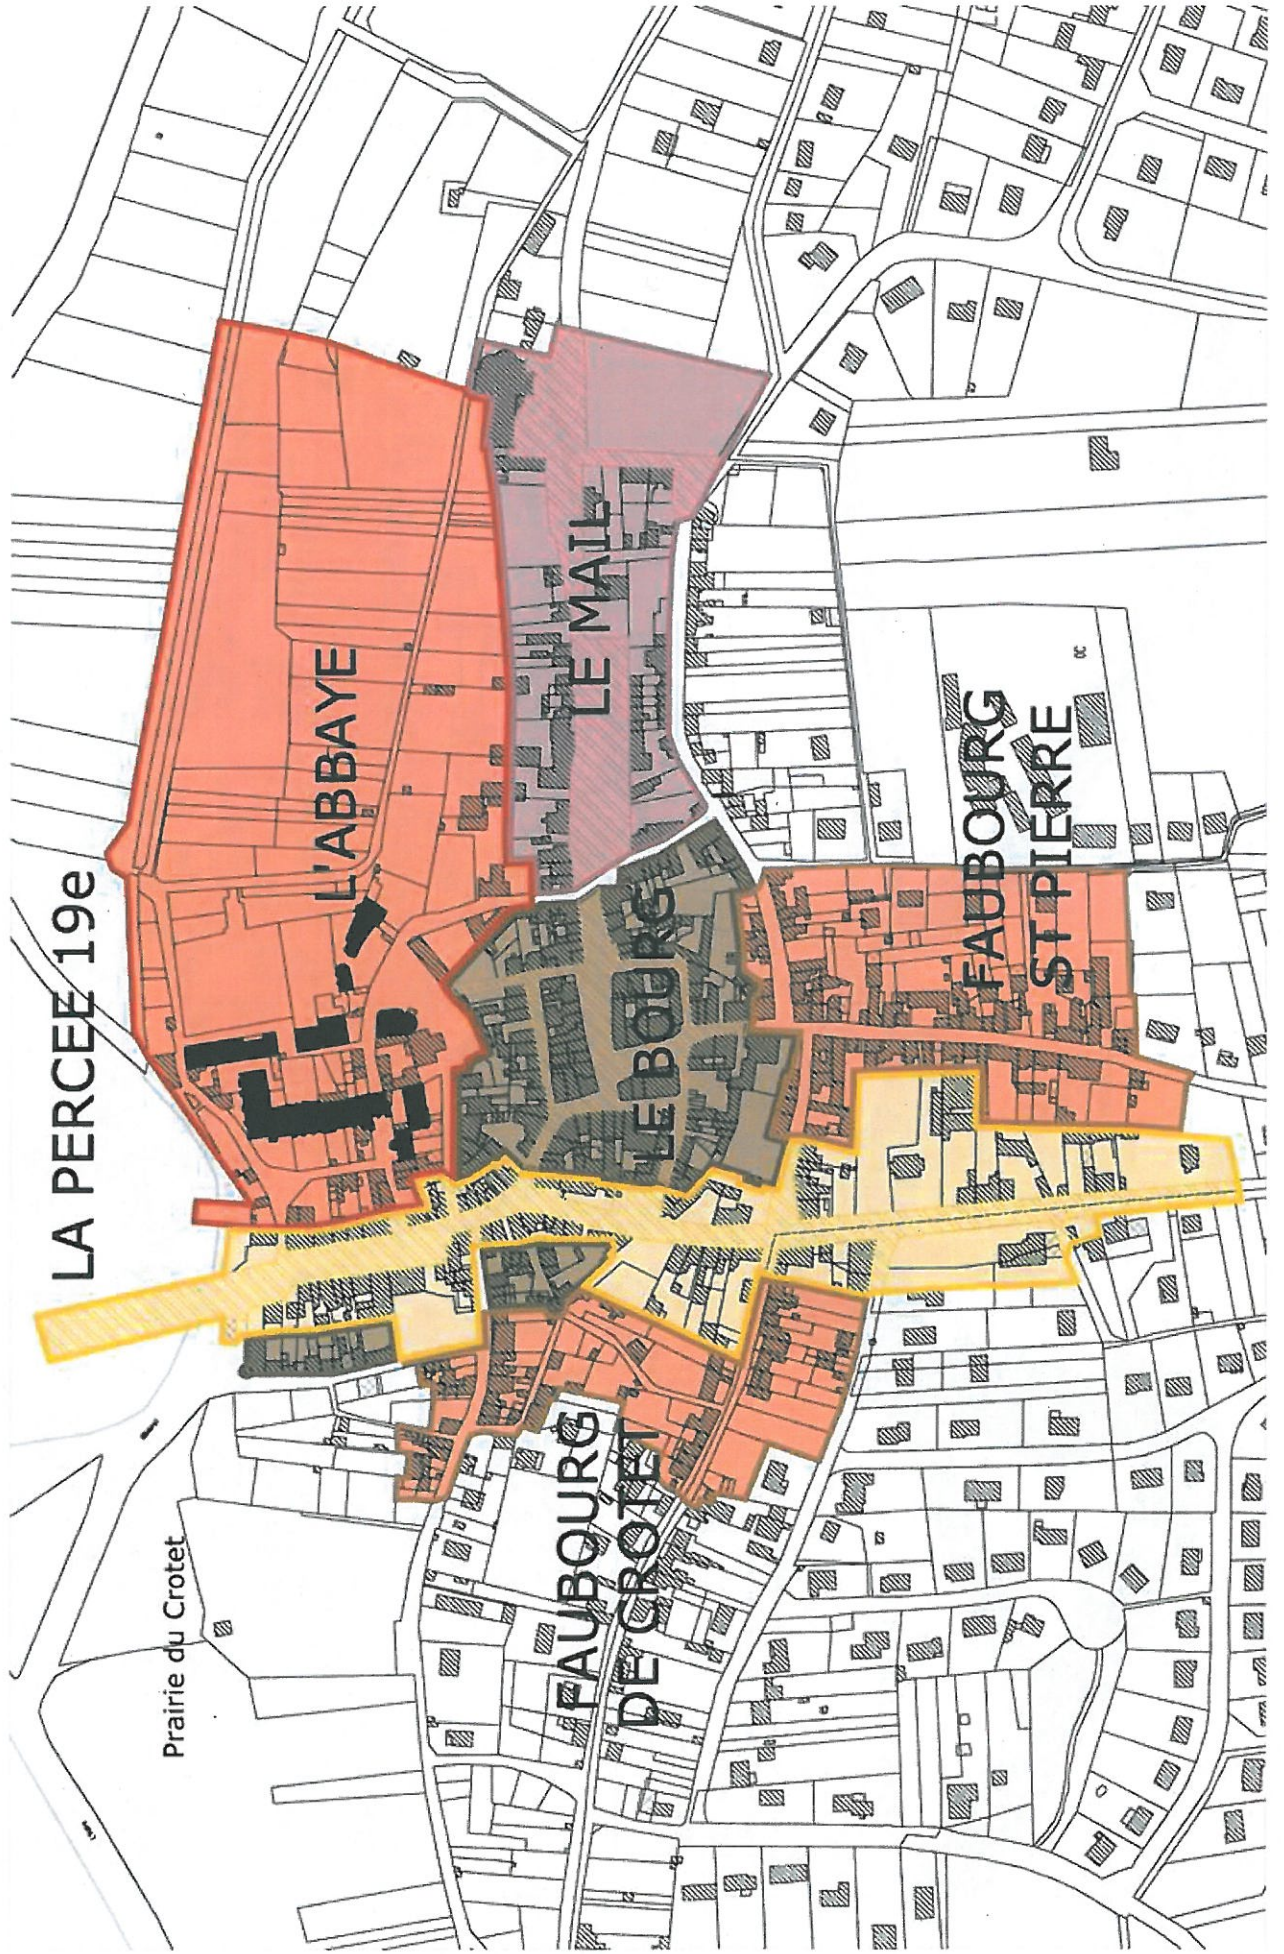 LA PERCEE 19e
L'ABBAYE
LE MAIL
LE BOURG
FAUBOURG
ST PIERRE
Prairie du Crotet
FAUBOURG
DE CROTET